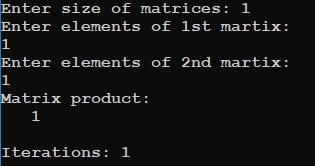 Enter size of matrices: 1
Enter elements of 1st martix:
1
Enter elements of 2nd martix:
1
Matrix product:
1
Iterations: 1